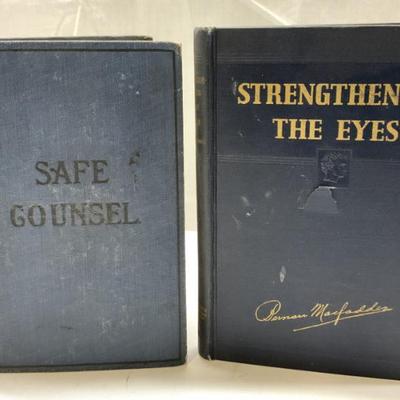 SAFE
COUNSEL
STRENGTHEN
THE EYES
Bernarr Macfadden